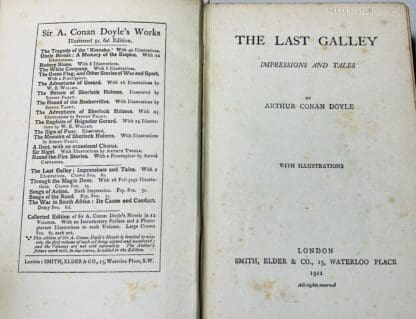 Sir A. Conan Doyle's Works
Illustrated 3s. 6d. Edition.
The Tragedy of the 'Korosko.' With 40 Illustrations.
Uncle Bernac: A Memory of the Empire. With 12
Illustrations.
Rodney Stone. With 8 Illustrations.
The White Company. With 8 Illustrations.
The Green Flag, and Other Stories of War and Sport.
With a Frontispiece.
The Adventures of Gerard. With 16 Illustrations by
W. B. WOLLEN.
The Return of Sherlock Holmes. With 16 Illustrations by
SIDNEY PAGET.
The Hound of the Baskervilles. With 16 Illustrations by
SIDNEY PAGET.
The Adventures of Sherlock Holmes. With 25
Illustrations by SIDNEY PAGET.
The Exploits of Brigadier Gerard. With 24 Illustrations by W. B. WOLLEN.
The Sign of Four. Illustrated.
The Memoirs of Sherlock Holmes. With Illustrations by
SIDNEY PAGET.
A Duet, with an occasional Chorus.
Sir Nigel. With Illustrations by ARTHUR TWIDLE.
Round-the-Fire Stories. With a Frontispiece by
CASTAIGNE.
The Last Galley: Impressions and Tales. With 2
Illustrations. Crown 8vo. 6s.
Through the Magic Door. With 16 Full-page Illustrations. Crown 8vo. 5s.
Songs of Action. Sixth Impression. Fcp. 8vo. 5s.
Songs of the Road. Fcp. 8vo. 5s.
The War in South Africa: Its Cause and Conduct.
Demy 8vo. 6d.
Collected Edition of Sir A. Conan Doyle's Novels in 12
Volumes. With an Introductory Preface and a Photogravure Illustration to each Volume. Large Crown
8vo. 6s. each net.
London: SMITH, ELDER & CO., 15, Waterloo Place, S.W.
THE LAST GALLEY
IMPRESSIONS AND TALES
BY
ARTHUR CONAN DOYLE
WITH ILLUSTRATIONS
LONDON
SMITH, ELDER & CO., 15, WATERLOO PLACE
1911
All rights reserved